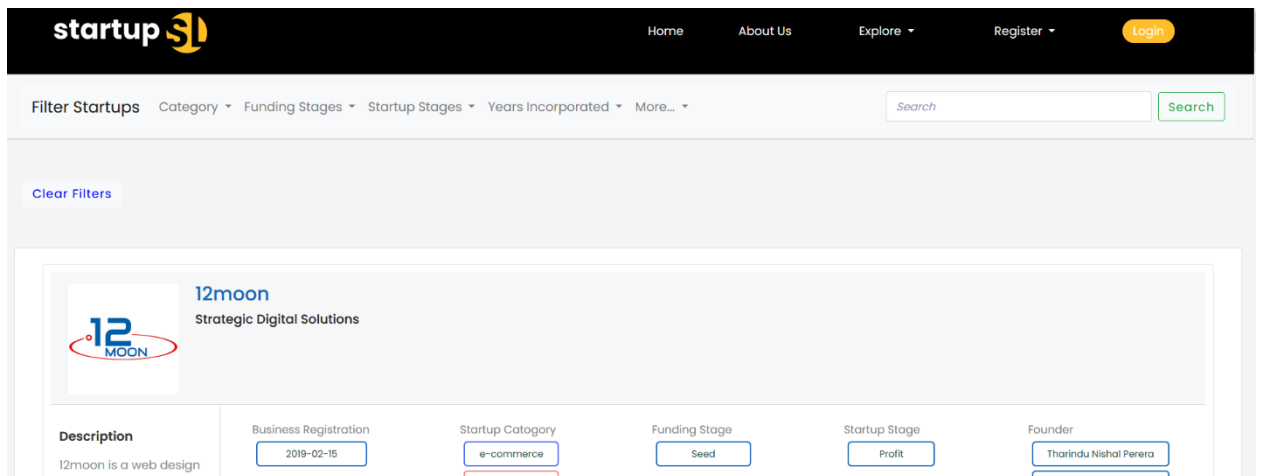 startup SL
Home About Us Explore Register Login
Filter Startups Category Funding Stages Startup Stages Years Incorporated More... Search Search
Clear Filters
12moon
Strategic Digital Solutions
12
MOON
Description Business Registration Startup Catogory Funding Stage Startup Stage Founder
12moon is a web design 2019-02-15 e-commerce Seed Profit Tharindu Nishal Perera